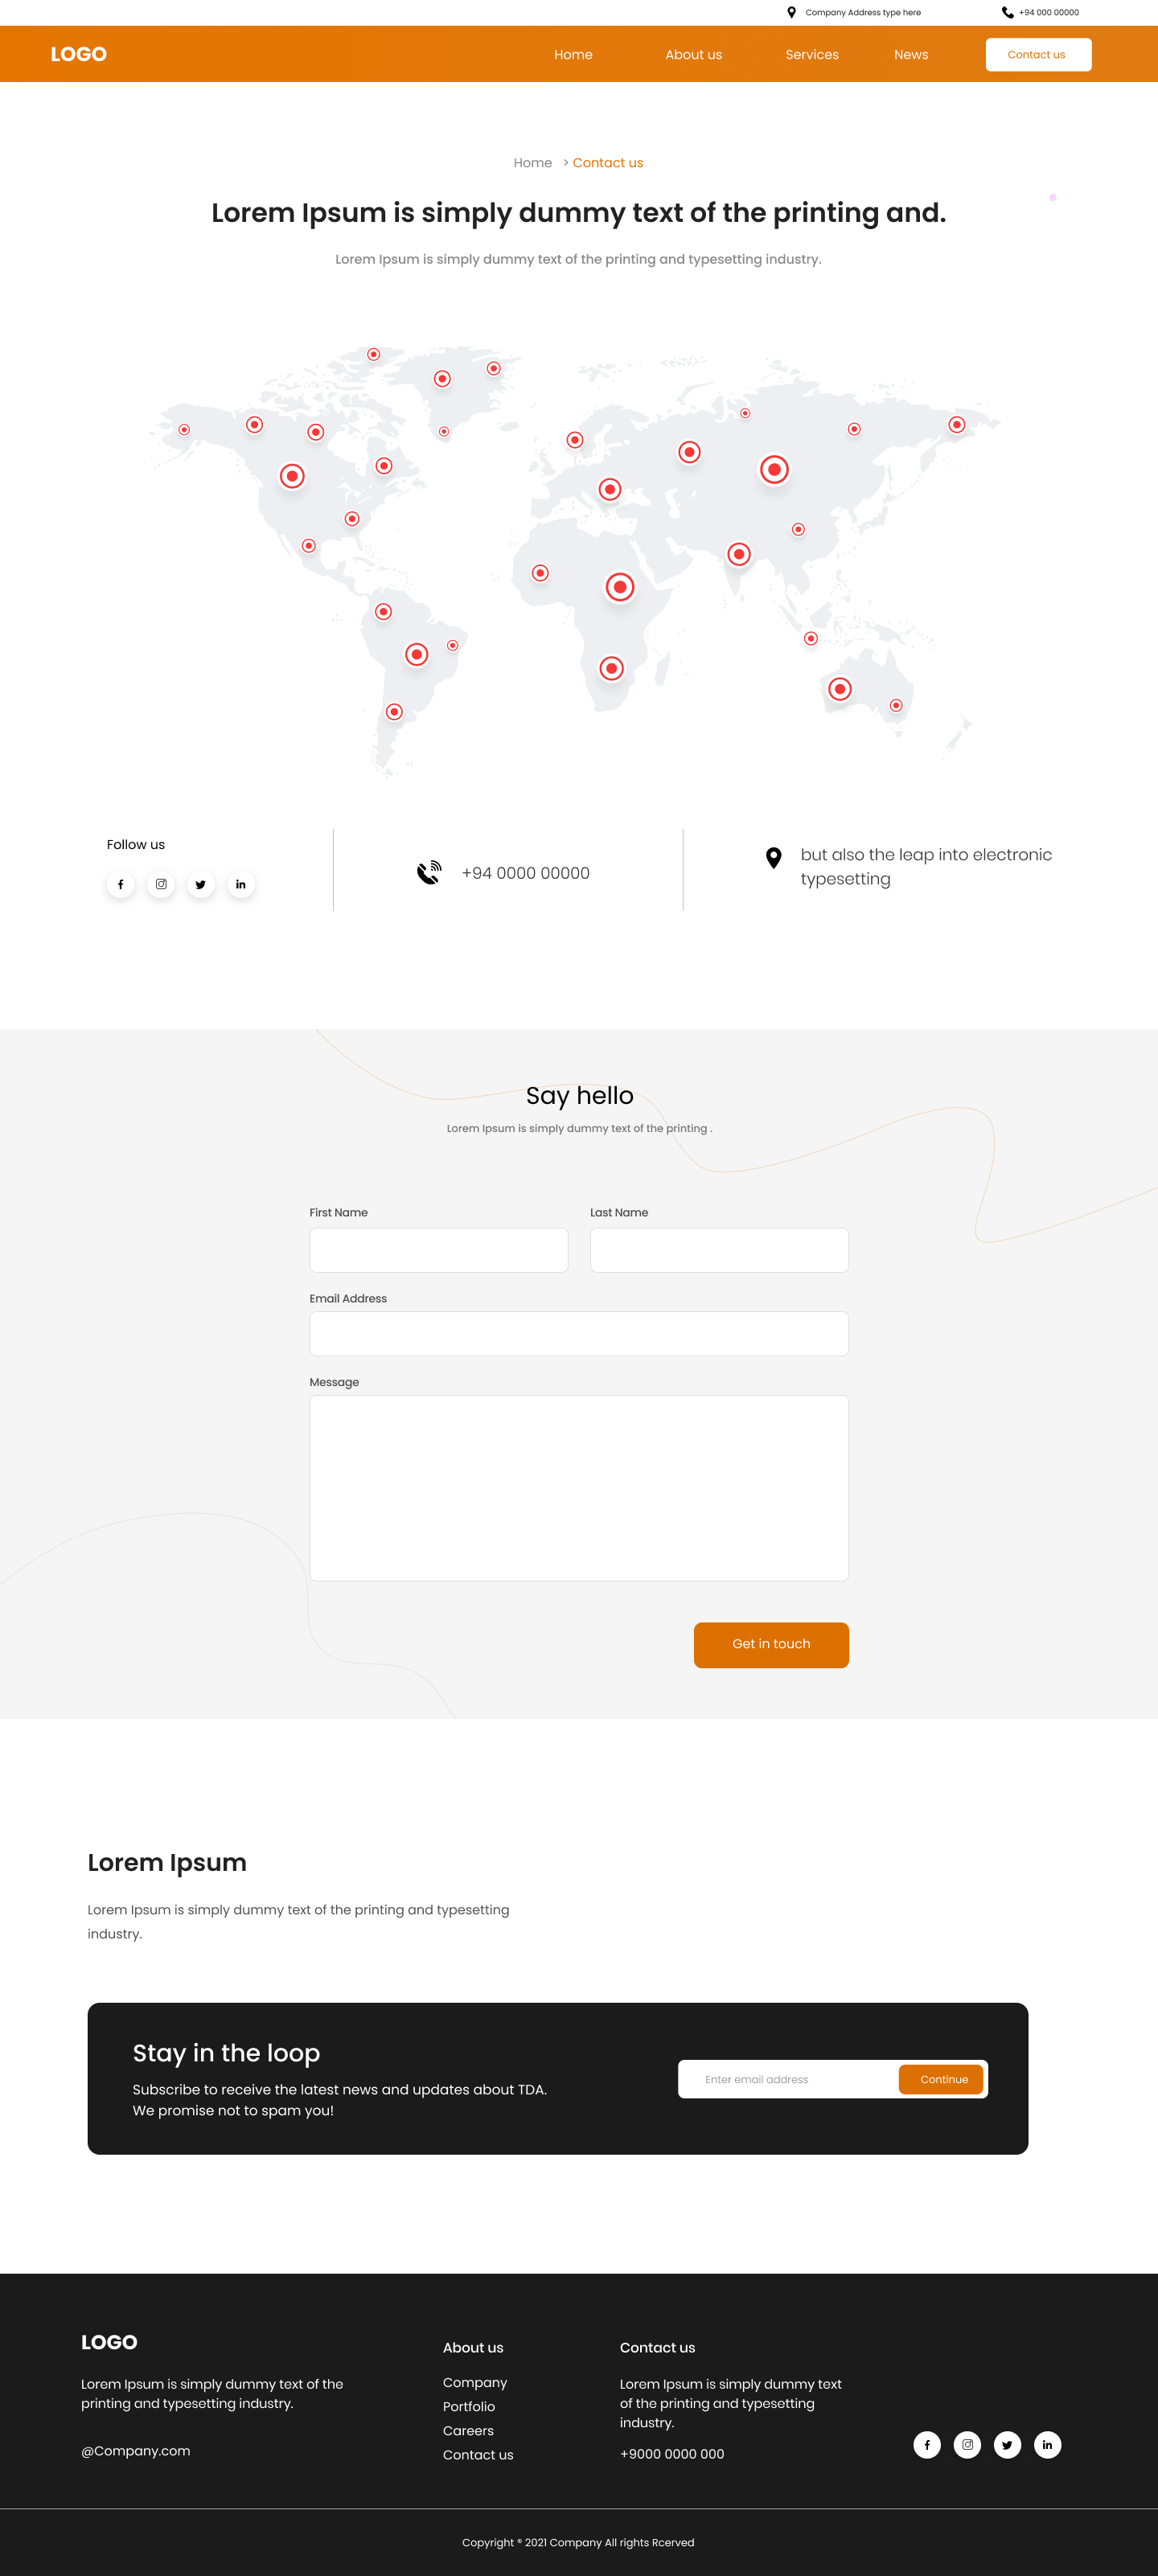 Company Address type here
+94 000 00000
LOGO
Home
About us
Services
News
Contact us
Home > Contact us
Lorem Ipsum is simply dummy text of the printing and.
Lorem Ipsum is simply dummy text of the printing and typesetting industry.
Follow us
+94 0000 00000
but also the leap into electronic
typesetting
Say hello
Lorem Ipsum is simply dummy text of the printing .
First Name
Last Name
Email Address
Message
Get in touch
Lorem Ipsum
Lorem Ipsum is simply dummy text of the printing and typesetting
industry.
Stay in the loop
Subscribe to receive the latest news and updates about TDA.
We promise not to spam you!
Enter email address
Continue
LOGO
Lorem Ipsum is simply dummy text of the
printing and typesetting industry.
@Company.com
About us
Company
Portfolio
Careers
Contact us
Contact us
Lorem Ipsum is simply dummy text
of the printing and typesetting
industry.
+9000 0000 000
Copyright ® 2021 Company All rights Rcerved